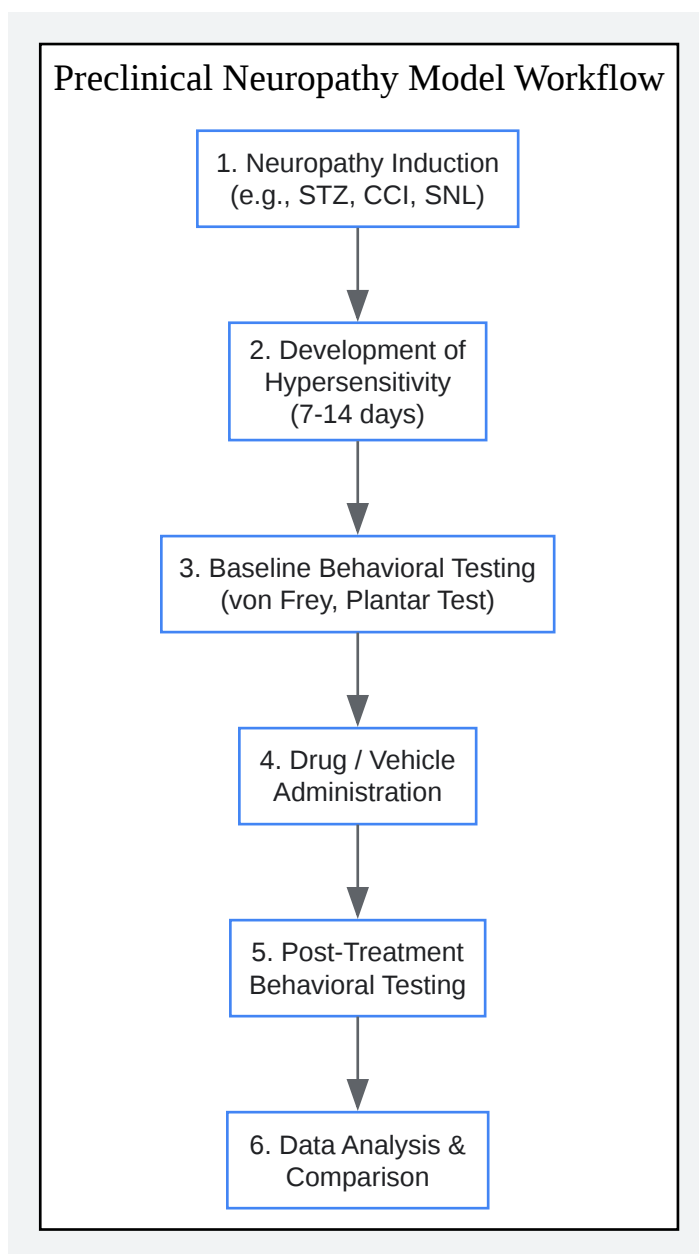 Preclinical Neuropathy Model Workflow
1. Neuropathy Induction
(e.g., STZ, CCI, SNL)
2. Development of
Hypersensitivity
(7-14 days)
3. Baseline Behavioral Testing
(von Frey, Plantar Test)
4. Drug / Vehicle
Administration
5. Post-Treatment
Behavioral Testing
6. Data Analysis &
Comparison